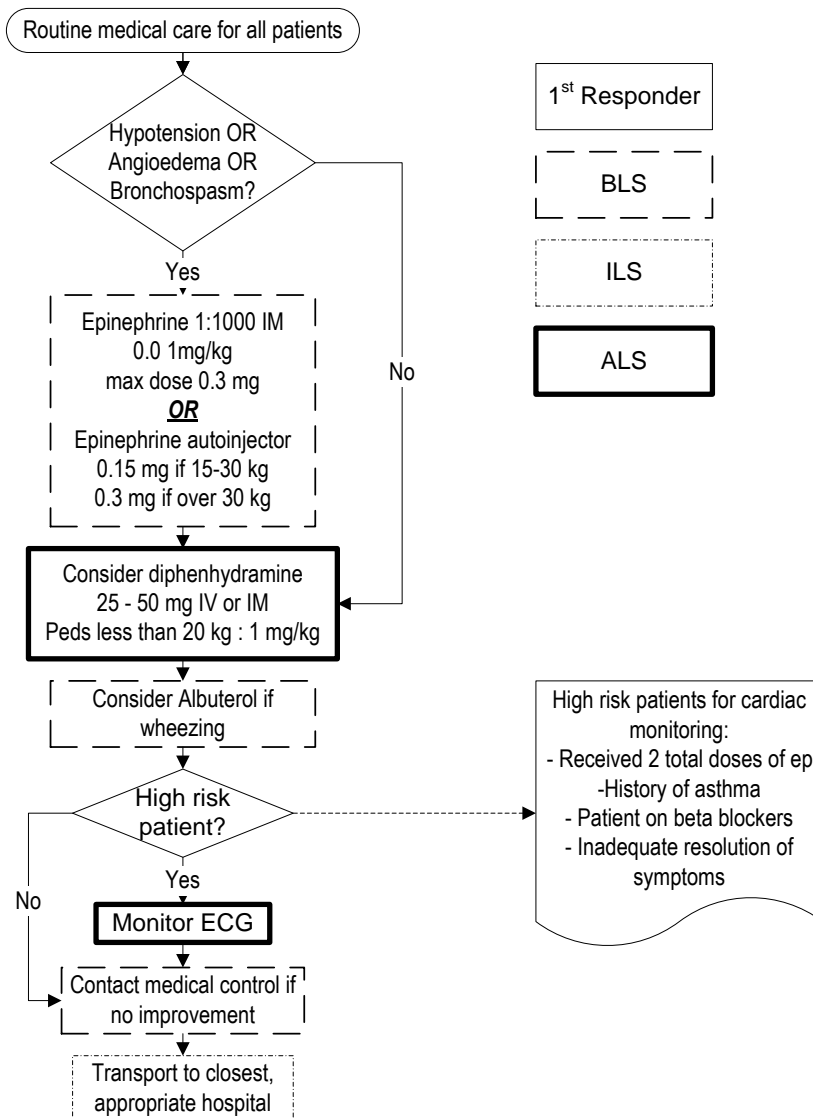 Routine medical care for all patients
Hypotension OR
Angioedema OR
Bronchospasm?
Yes
No
Epinephrine 1:1000 IM
0.0 1mg/kg
max dose 0.3 mg
OR
Epinephrine autoinjector
0.15 mg if 15-30 kg
0.3 mg if over 30 kg
Consider diphenhydramine
25 - 50 mg IV or IM
Peds less than 20 kg : 1 mg/kg
Consider Albuterol if
wheezing
High risk
patient?
Yes
No
Monitor ECG
Contact medical control if
no improvement
Transport to closest,
appropriate hospital
1st Responder
BLS
ILS
ALS
High risk patients for cardiac
monitoring:
- Received 2 total doses of ep
-History of asthma
- Patient on beta blockers
- Inadequate resolution of
symptoms